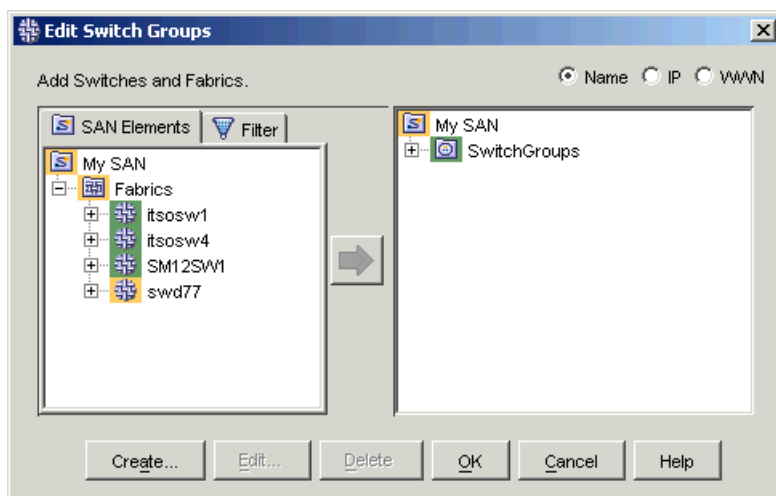 Edit Switch Groups
Add Switches and Fabrics.
Name IP WWN
SAN Elements Filter
My SAN
Fabrics
itsosw1
itsosw4
SM12SW1
swd77
My SAN
SwitchGroups
Create... Edit... Delete OK Cancel Help